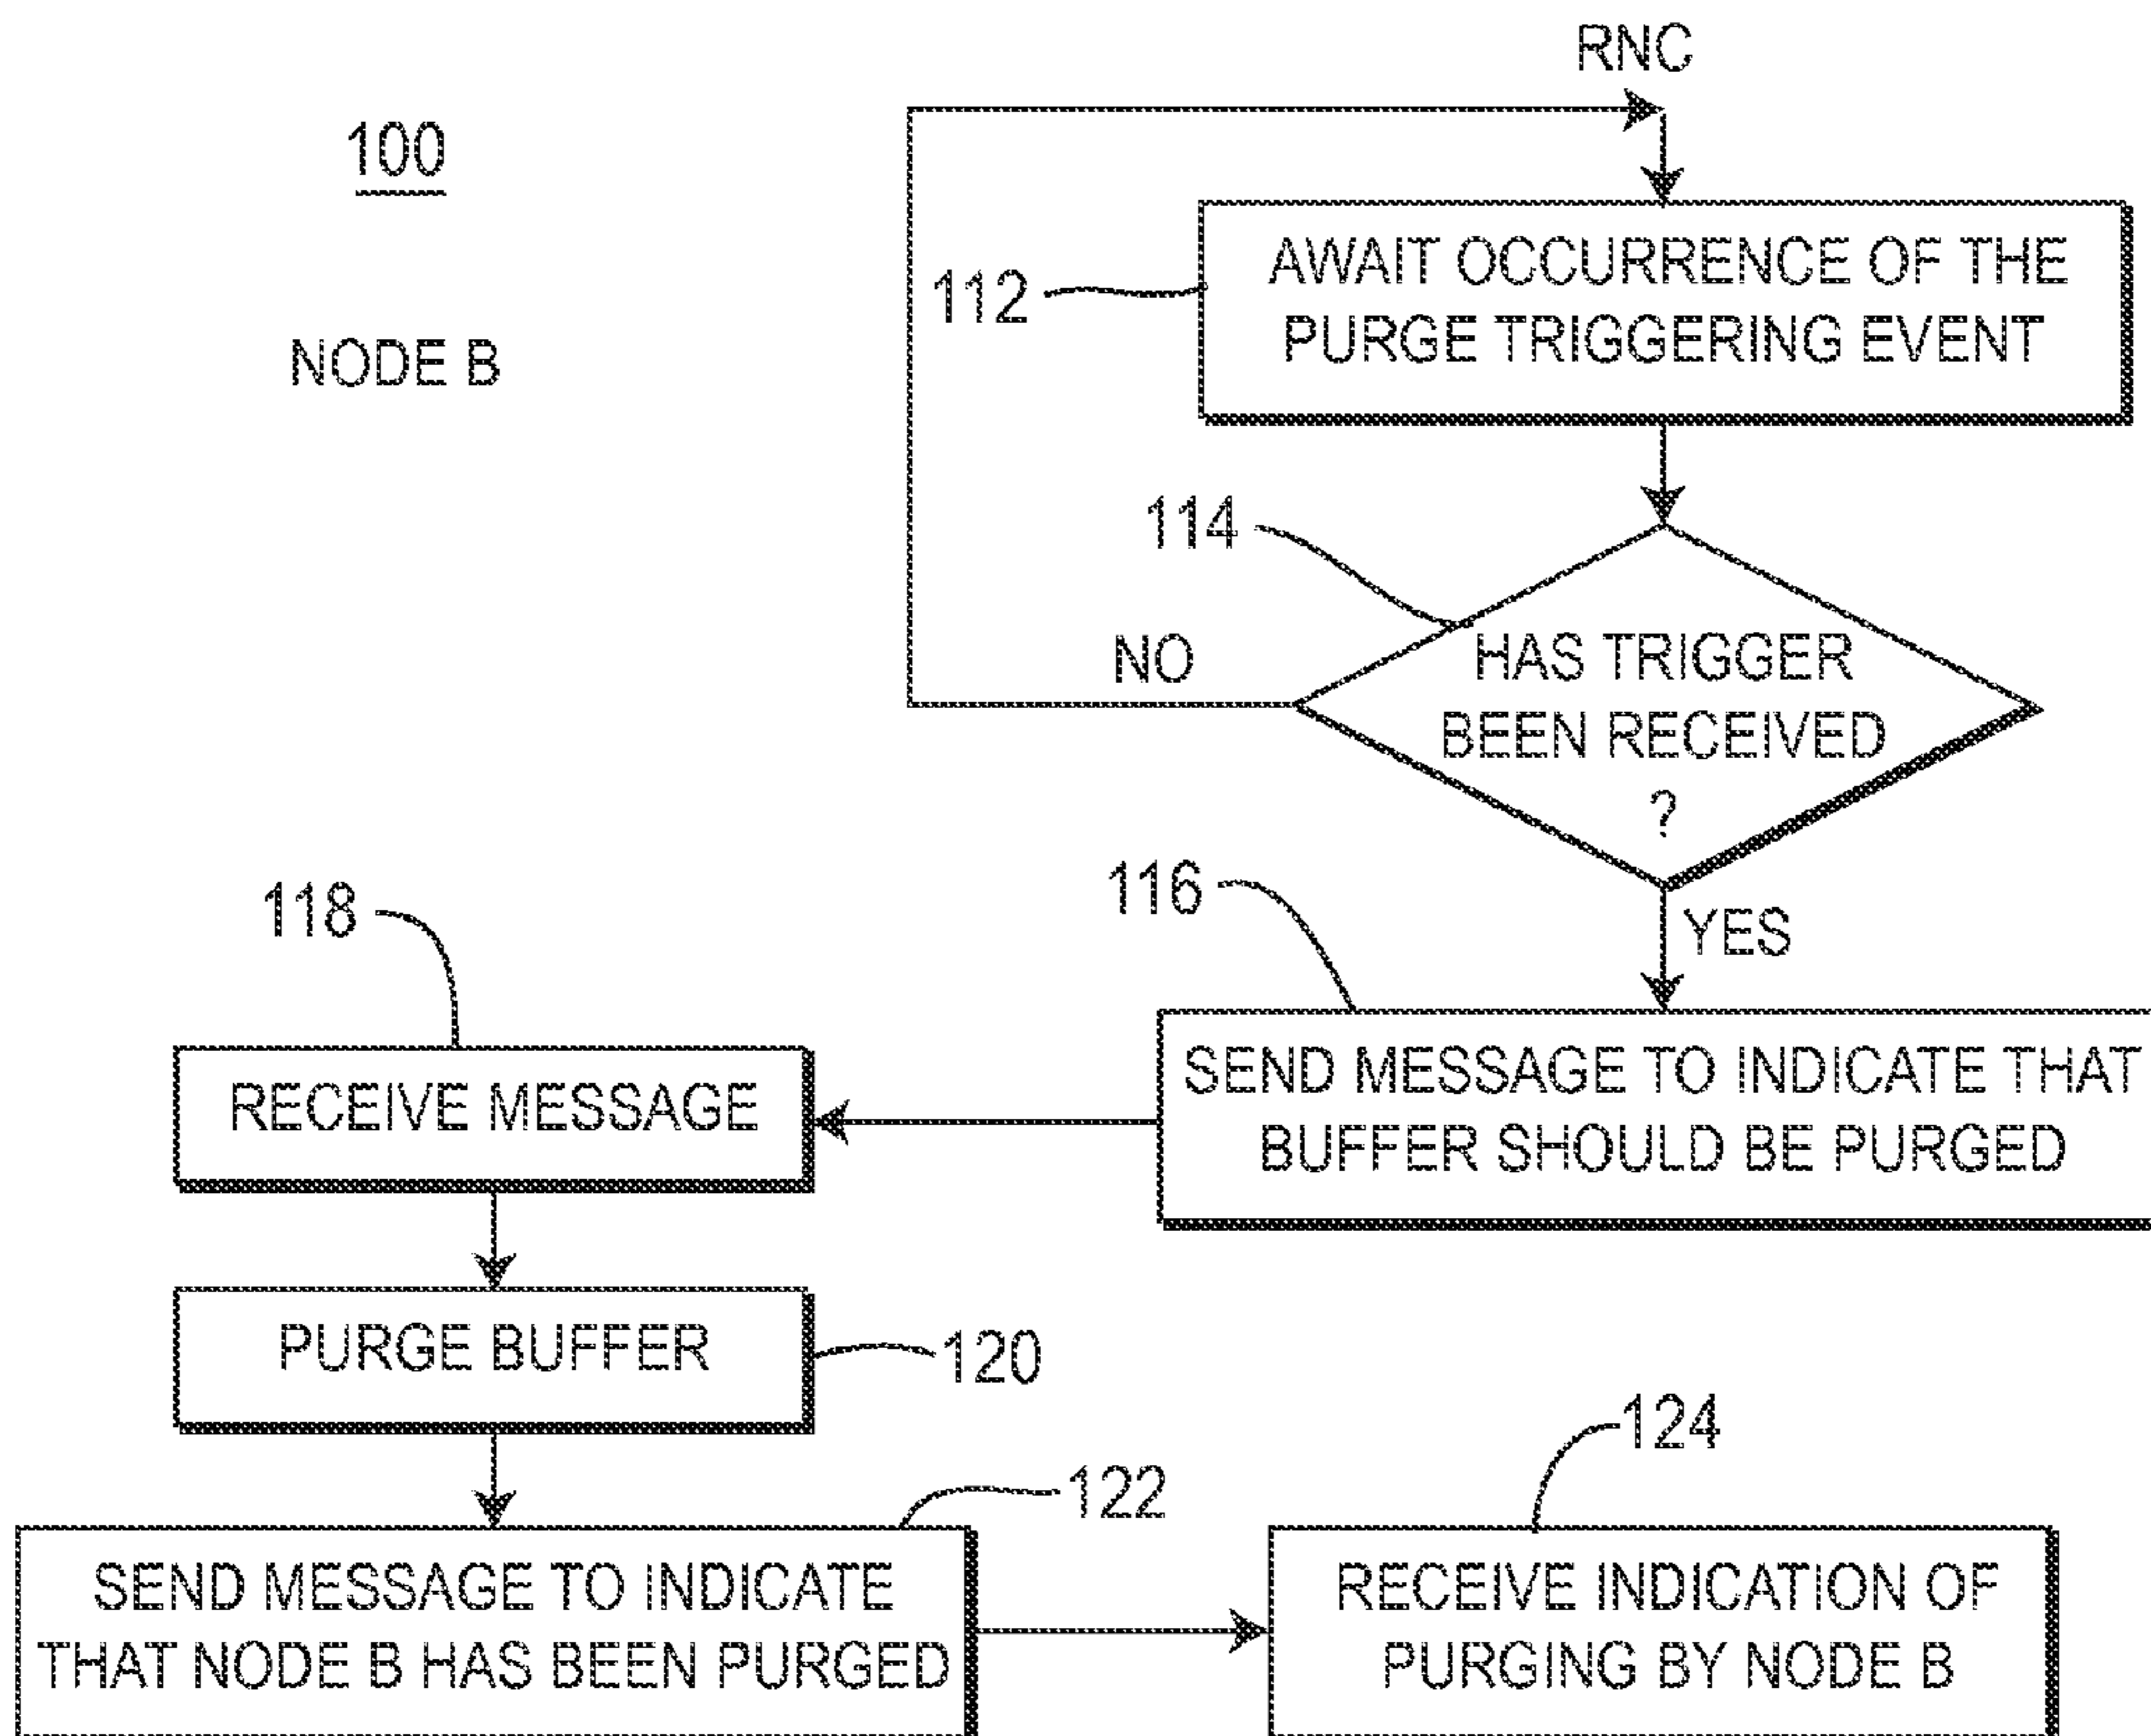 RNC
100
NODE B
112
AWAIT OCCURRENCE OF THE
PURGE TRIGGERING EVENT
114
NO
HAS TRIGGER
BEEN RECEIVED
?
YES
116
118
SEND MESSAGE TO INDICATE THAT
BUFFER SHOULD BE PURGED
RECEIVE MESSAGE
PURGE BUFFER
120
122
124
SEND MESSAGE TO INDICATE
THAT NODE B HAS BEEN PURGED
RECEIVE INDICATION OF
PURGING BY NODE B